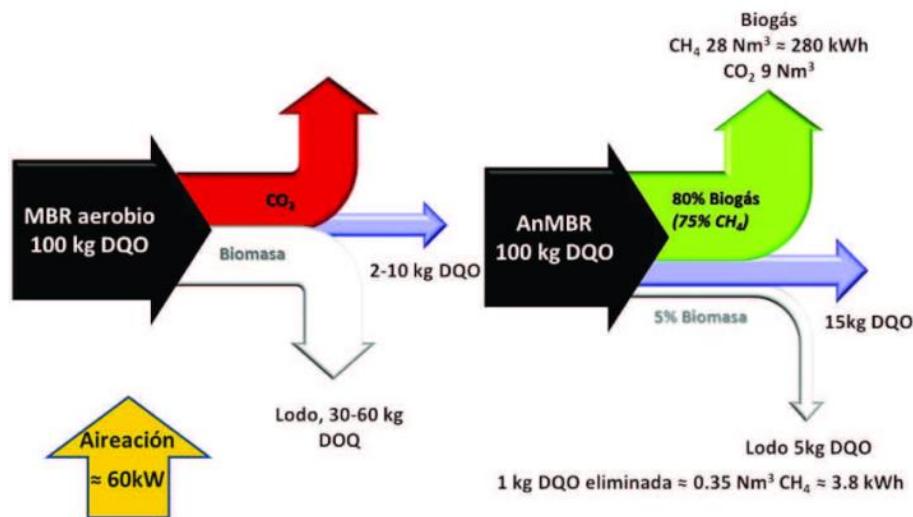 MBR aerobio
100 kg DQO
CO₂
Biomasa
2-10 kg DQO
Lodo, 30-60 kg
DOQ
Aireación
≈ 60kW
Biogás
CH₄ 28 Nm³ ≈ 280 kWh
CO₂ 9 Nm³
AnMBR
100 kg DQO
80% Biogás
(75% CH₄)
15kg DQO
5% Biomasa
Lodo 5kg DQO
1 kg DQO eliminada ≈ 0.35 Nm³ CH₄ ≈ 3.8 kWh